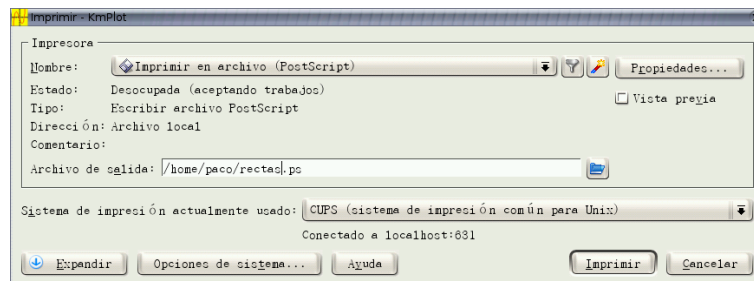 Imprimir - KmPlot
Impresora
Nombre: Imprimir en archivo (PostScript) Propiedades...
Estado: Desocupada (aceptando trabajos) Vista previa
Tipo: Escribir archivo PostScript
Dirección: Archivo local
Comentario:
Archivo de salida: /home/paco/rectas.ps
Sistema de impresión actualmente usado: CUPS (sistema de impresión común para Unix)
Conectado a localhost:631
Expandir Opciones de sistema... Ayuda Imprimir Cancelar